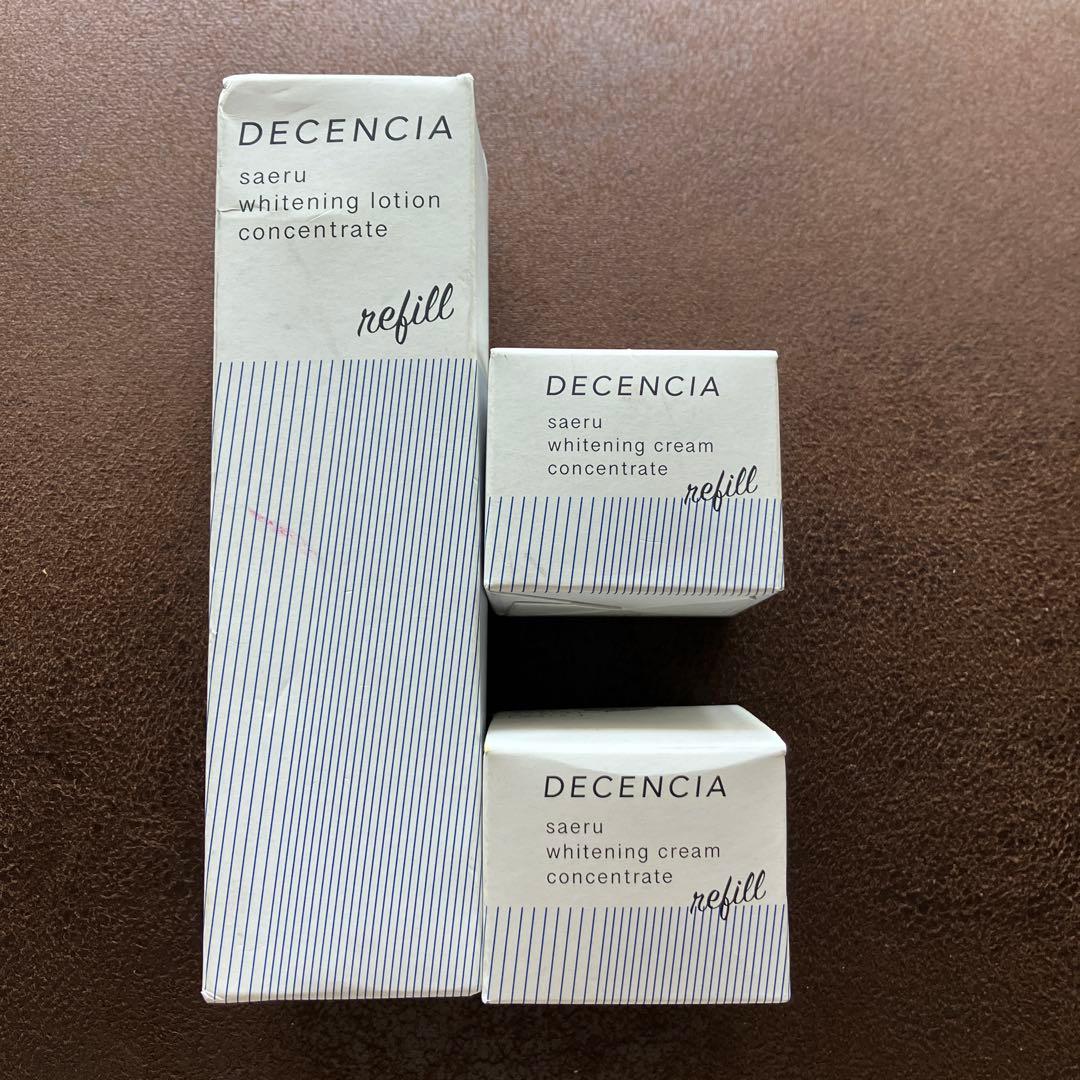 DECENCIA
saeru
whitening lotion
concentrate
refill
DECENCIA
saeru
whitening cream
concentrate
refill
DECENCIA
saeru
whitening cream
concentrate
refill